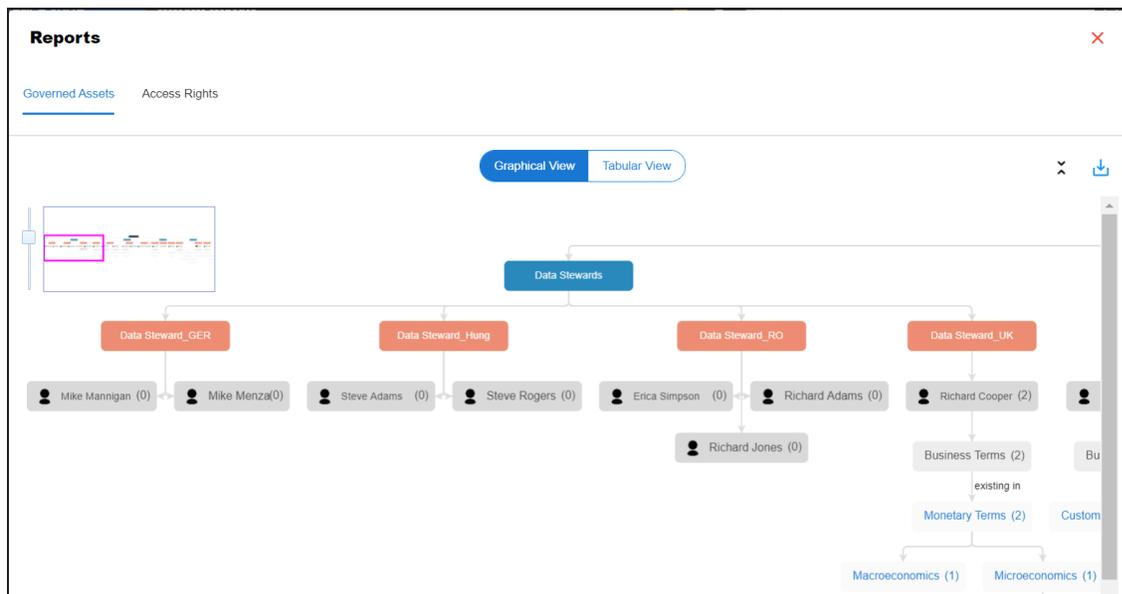 Reports
Governed Assets Access Rights
Graphical View Tabular View
Data Stewards
Data Steward_GER Data Steward_Hung Data Steward_RO Data Steward_UK
Mike Mannigan (0) Mike Menza(0) Steve Adams (0) Steve Rogers (0) Erica Simpson (0) Richard Adams (0) Richard Cooper (2)
Richard Jones (0) Business Terms (2) Bu
existing in
Monetary Terms (2) Custom
Macroeconomics (1) Microeconomics (1)